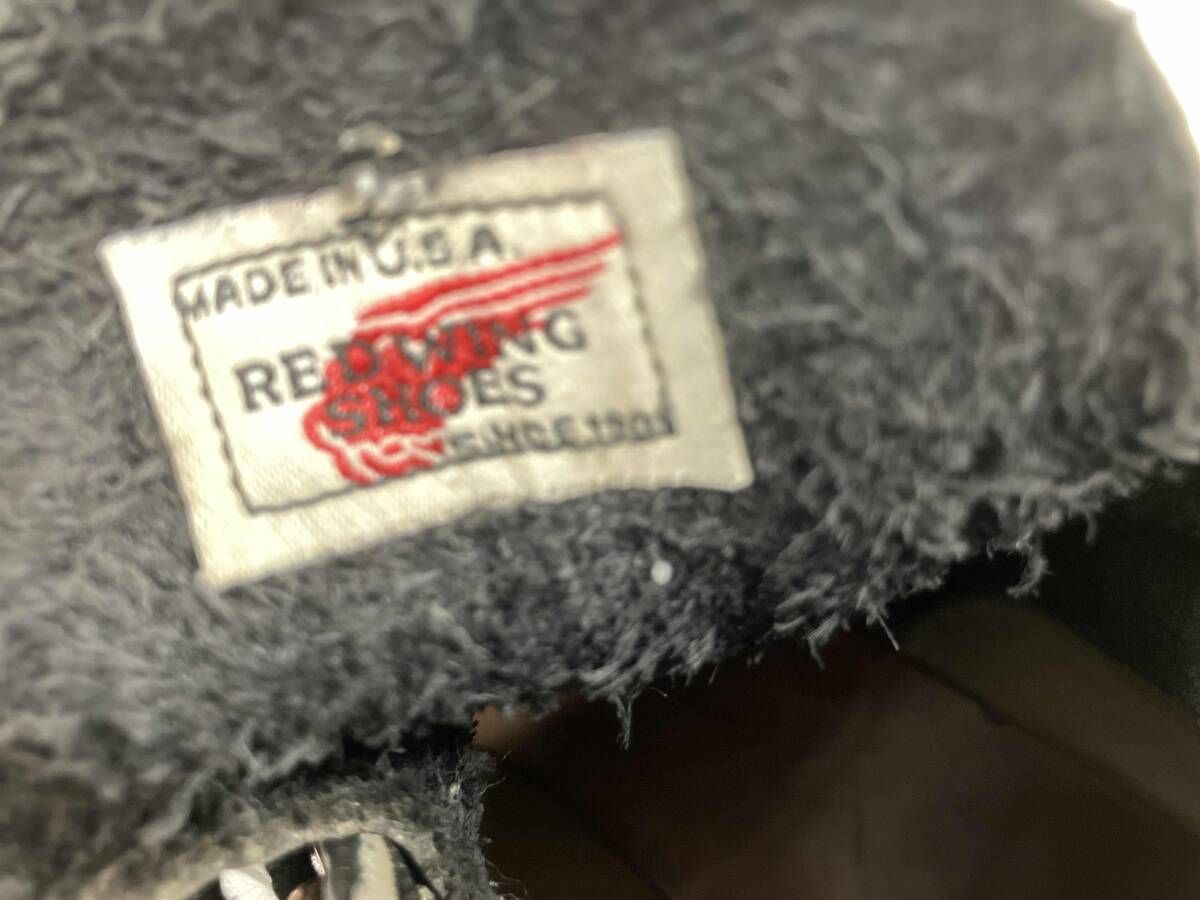 MADE IN U.S.A.
RED WING
SHOES
SINCE 1905